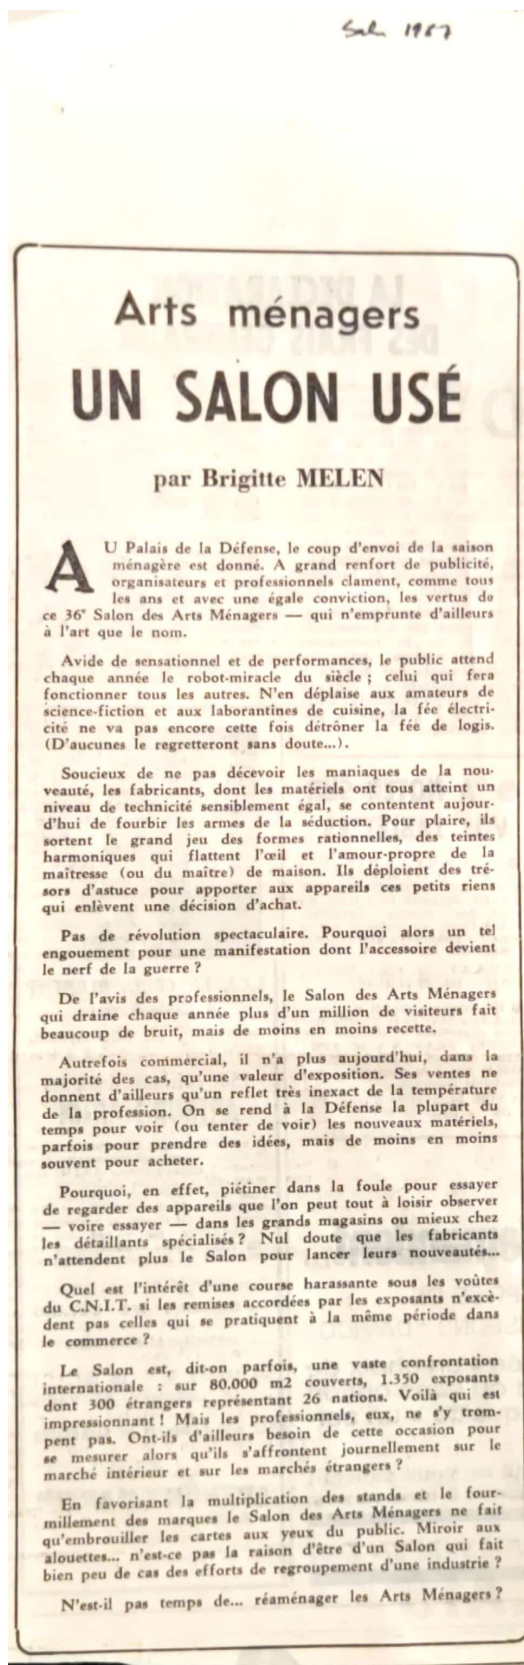 1967
Arts ménagers
UN SALON USÉ
par Brigitte MELEN
AU Palais de la Défense, le coup d'envoi de la saison
ménagère est donné. A grand renfort de publicité,
organisateurs et professionnels clament, comme tous
les ans et avec une égale conviction, les vertus de
ce 36e Salon des Arts Ménagers — qui n'emprunte d'ailleurs
à l'art que le nom.
Avide de sensationnel et de performances, le public attend
chaque année le robot-miracle du siècle ; celui qui fera
fonctionner tous les autres. N'en déplaise aux amateurs de
science-fiction et aux laborantines de cuisine, la fée électri-
cité ne va pas encore cette fois détrôner la fée de logis.
(D'aucunes le regretteront sans doute...).
Soucieux de ne pas décevoir les maniaques de la nou-
veauté, les fabricants, dont les matériels ont tous atteint un
niveau de technicité sensiblement égal, se contentent aujour-
d'hui de fourbir les armes de la séduction. Pour plaire, ils
sortent le grand jeu des formes rationnelles, des teintes
harmoniques qui flattent l'œil et l'amour-propre de la
maîtresse (ou du maître) de maison. Ils déploient des tré-
sors d'astuce pour apporter aux appareils ces petits riens
qui enlèvent une décision d'achat.
Pas de révolution spectaculaire. Pourquoi alors un tel
engouement pour une manifestation dont l'accessoire devient
le nerf de la guerre ?
De l'avis des professionnels, le Salon des Arts Ménagers
qui draine chaque année plus d'un million de visiteurs fait
beaucoup de bruit, mais de moins en moins recette.
Autrefois commercial, il n'a plus aujourd'hui, dans la
majorité des cas, qu'une valeur d'exposition. Ses ventes ne
donnent d'ailleurs qu'un reflet très inexact de la température
de la profession. On se rend à la Défense la plupart du
temps pour voir (ou tenter de voir) les nouveaux matériels,
parfois pour prendre des idées, mais de moins en moins
souvent pour acheter.
Pourquoi, en effet, piétiner dans la foule pour essayer
de regarder des appareils que l'on peut tout à loisir observer
— voire essayer — dans les grands magasins ou mieux chez
les détaillants spécialisés ? Nul doute que les fabricants
n'attendent plus le Salon pour lancer leurs nouveautés...
Quel est l'intérêt d'une course harassante sous les voûtes
du C.N.I.T. si les remises accordées par les exposants n'excè-
dent pas celles qui se pratiquent à la même période dans
le commerce ?
Le Salon est, dit-on parfois, une vaste confrontation
internationale : sur 80.000 m2 couverts, 1.350 exposants
dont 300 étrangers représentant 26 nations. Voilà qui est
impressionnant ! Mais les professionnels, eux, ne s'y trom-
pent pas. Ont-ils d'ailleurs besoin de cette occasion pour
se mesurer alors qu'ils s'affrontent journellement sur le
marché intérieur et sur les marchés étrangers ?
En favorisant la multiplication des stands et le four-
millement des marques le Salon des Arts Ménagers ne fait
qu'embrouiller les cartes aux yeux du public. Miroir aux
alouettes... n'est-ce pas la raison d'être d'un Salon qui fait
bien peu de cas des efforts de regroupement d'une industrie ?
N'est-il pas temps de... réaménager les Arts Ménagers ?